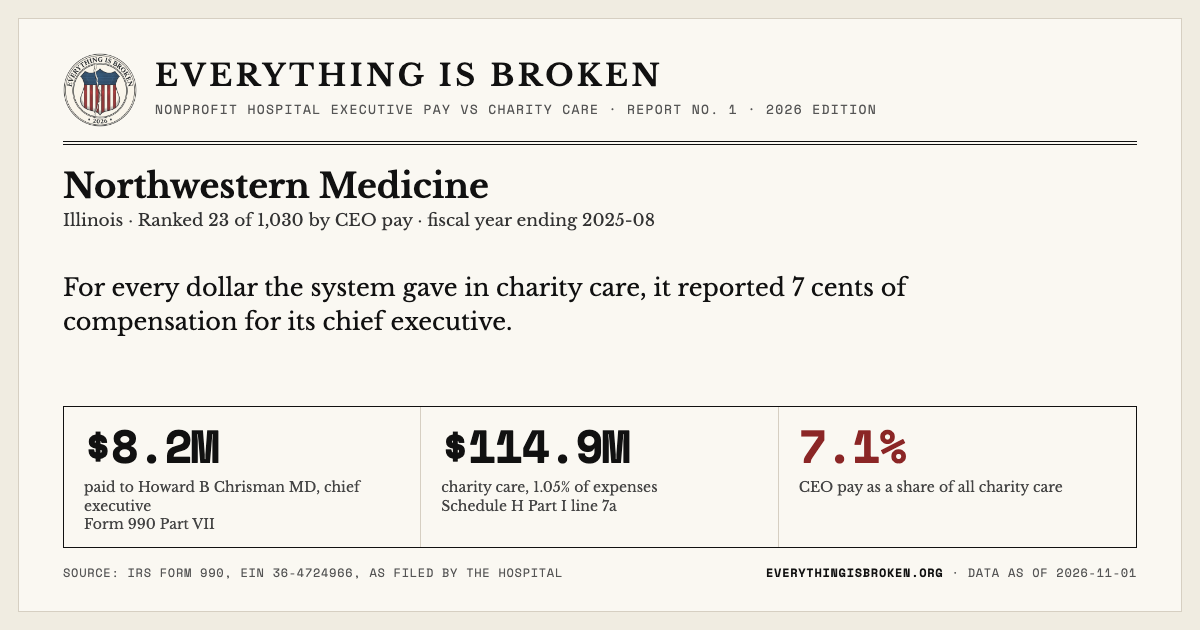 EVERYTHING IS BROKEN
· 2026 ·
EVERYTHING IS BROKEN
NONPROFIT HOSPITAL EXECUTIVE PAY VS CHARITY CARE · REPORT NO. 1 · 2026 EDITION
Northwestern Medicine
Illinois · Ranked 23 of 1,030 by CEO pay · fiscal year ending 2025-08
For every dollar the system gave in charity care, it reported 7 cents of
compensation for its chief executive.
$8.2M
paid to Howard B Chrisman MD, chief
executive
Form 990 Part VII
$114.9M
charity care, 1.05% of expenses
Schedule H Part I line 7a
7.1%
CEO pay as a share of all charity care
SOURCE: IRS FORM 990, EIN 36-4724966, AS FILED BY THE HOSPITAL
EVERYTHINGISBROKEN.ORG · DATA AS OF 2026-11-01